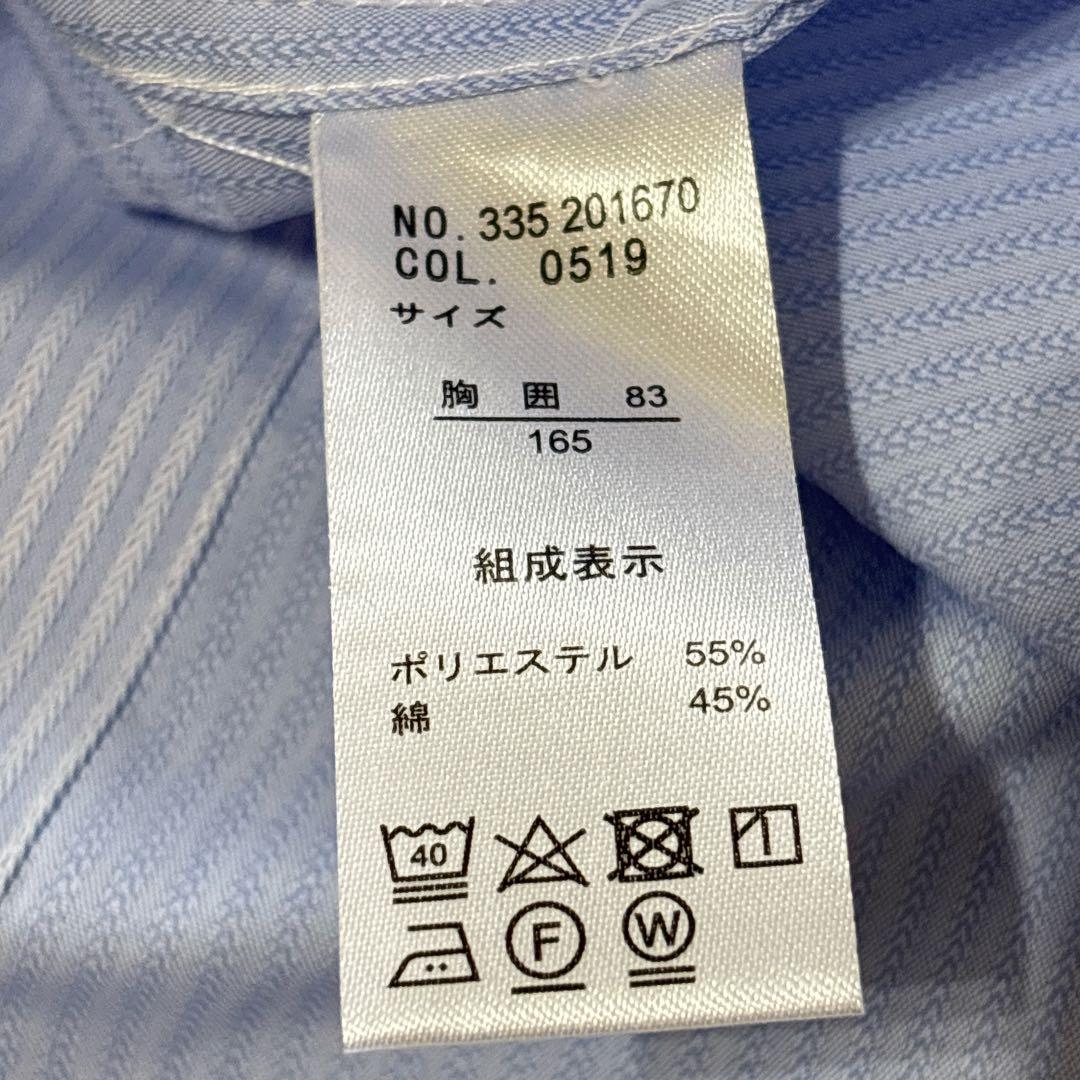 NO. 335 201670
COL. 0519
サイズ
胸 囲 83
165
組成表示
ポリエステル 55%
綿 45%
40
F W